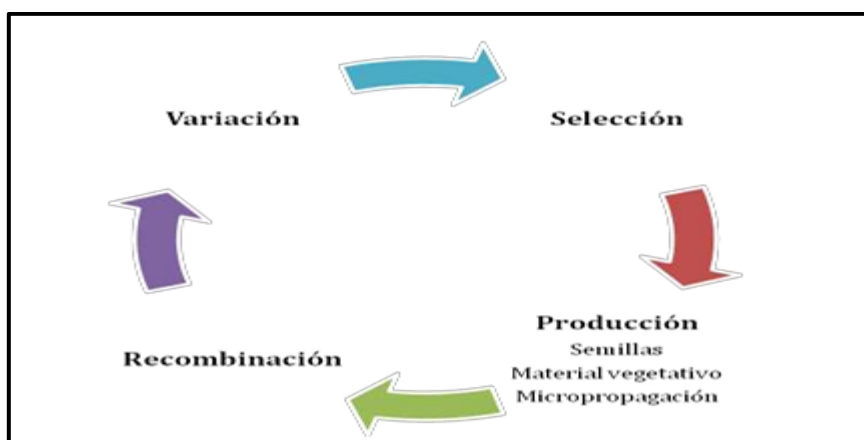 Variación
Selección
Producción
Semillas
Material vegetativo
Micropropagación
Recombinación